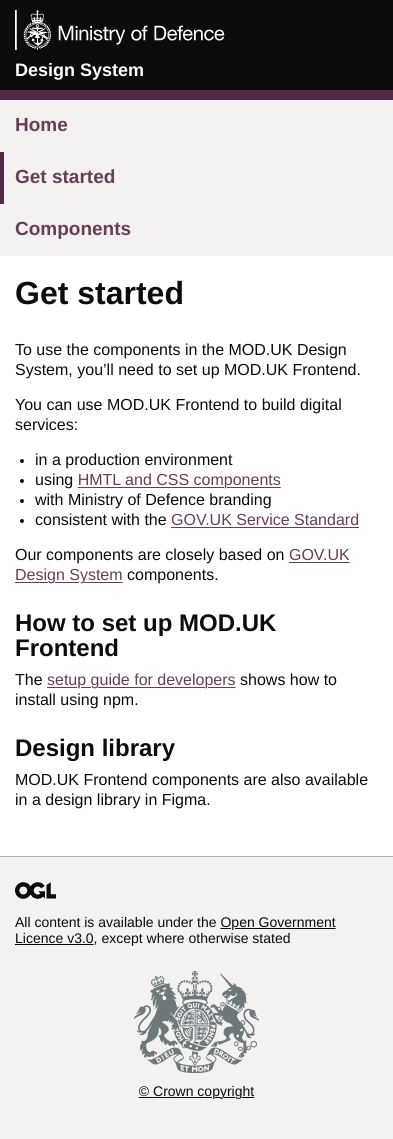 Ministry of Defence
Design System
Home
Get started
Components
Get started
To use the components in the MOD.UK Design
System, you’ll need to set up MOD.UK Frontend.
You can use MOD.UK Frontend to build digital
services:
• in a production environment
• using HMTL and CSS components
• with Ministry of Defence branding
• consistent with the GOV.UK Service Standard
Our components are closely based on GOV.UK
Design System components.
How to set up MOD.UK
Frontend
The setup guide for developers shows how to
install using npm.
Design library
MOD.UK Frontend components are also available
in a design library in Figma.
OGL
All content is available under the Open Government
Licence v3.0, except where otherwise stated
DIEU ET MON DROIT
© Crown copyright